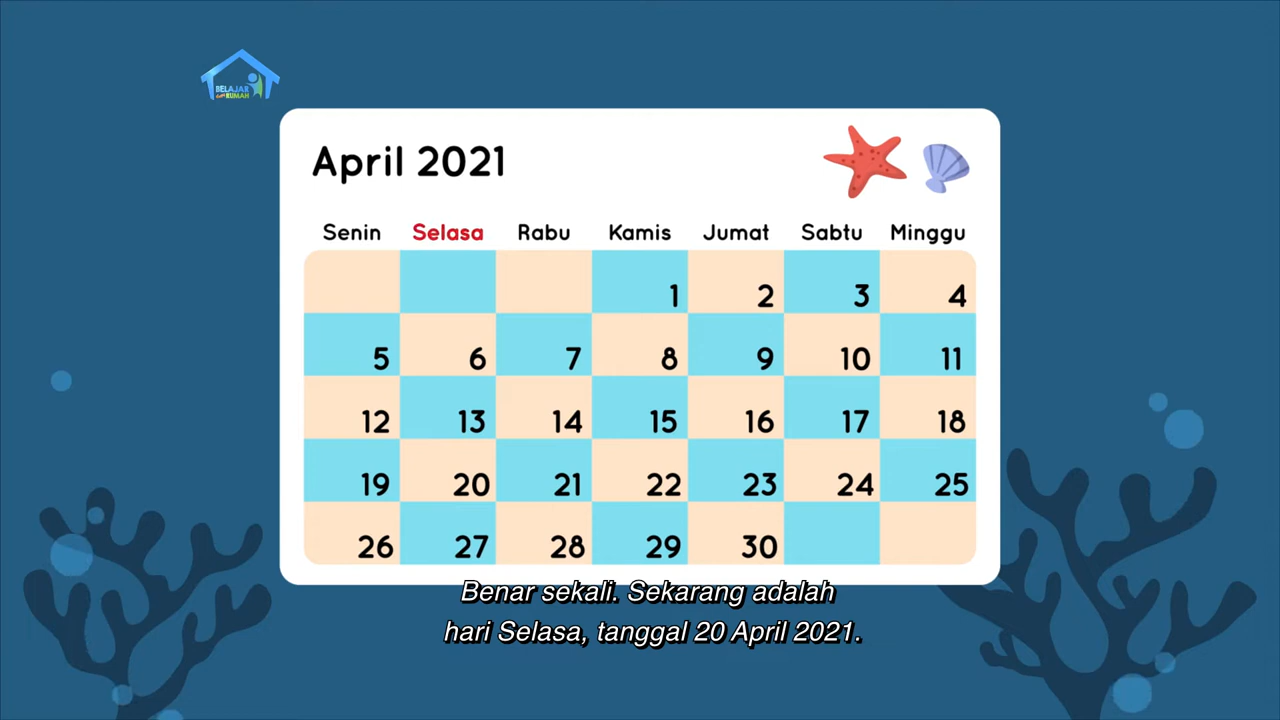 BELAJAR
dari RUMAH
April 2021
Senin Selasa Rabu Kamis Jumat Sabtu Minggu
1 2 3 4
5 6 7 8 9 10 11
12 13 14 15 16 17 18
19 20 21 22 23 24 25
26 27 28 29 30
Benar sekali. Sekarang adalah
hari Selasa, tanggal 20 April 2021.